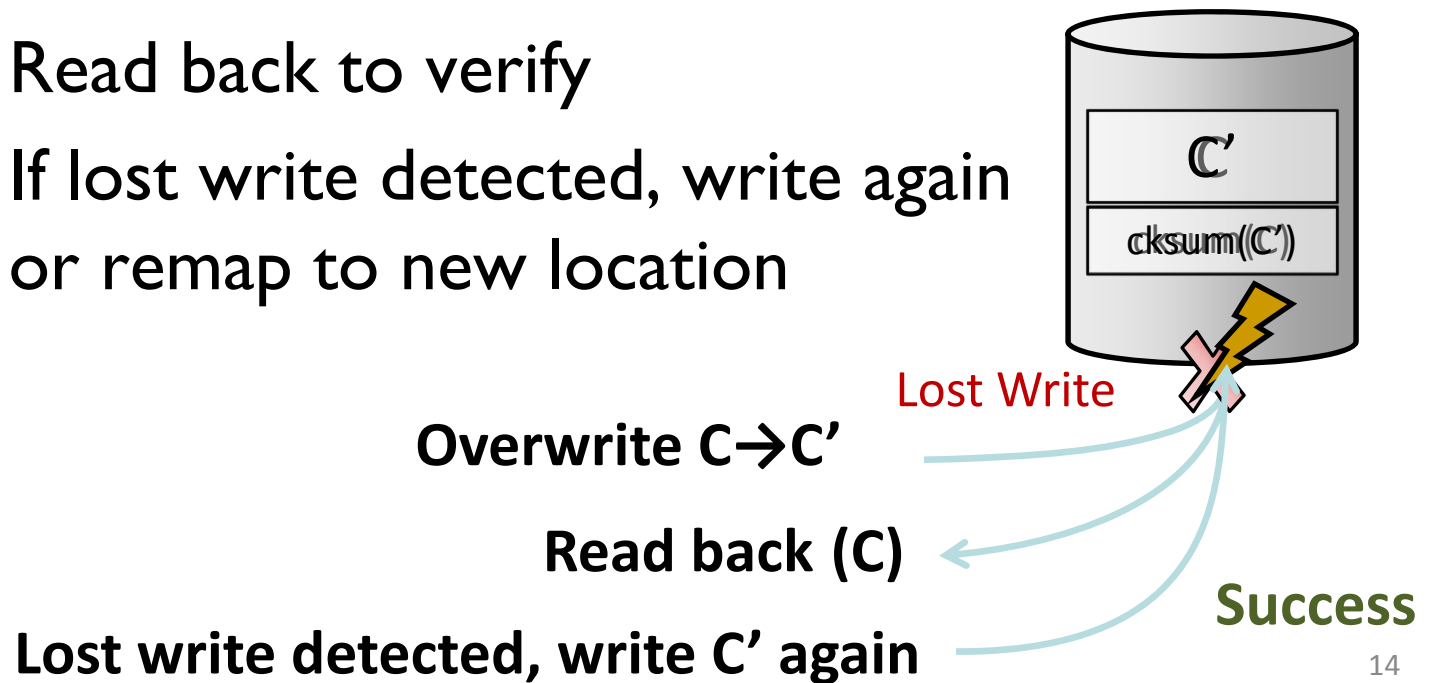 Read back to verify
If lost write detected, write again
or remap to new location
C’
cksum(C’)
Lost Write
Overwrite C→C’
Read back (C)
Success
Lost write detected, write C’ again
14